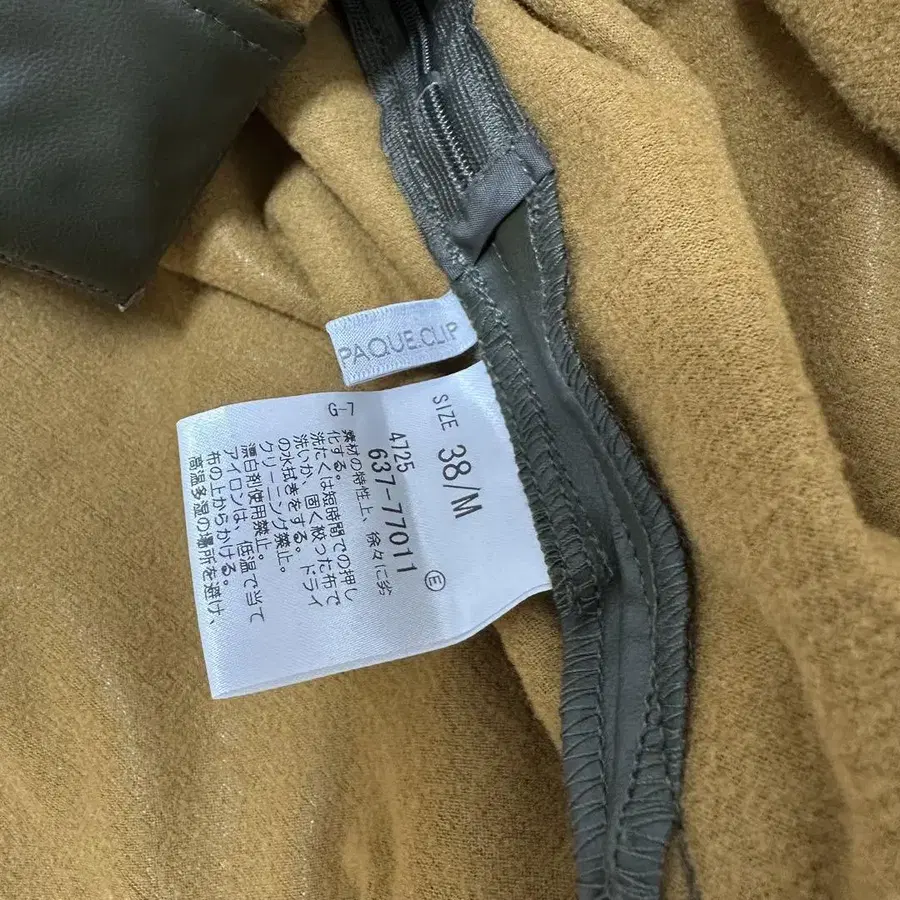 PAQUE.CLIP
SIZE 38/M
4725
637-77011
Ⓔ
G-7
素材の特性上、徐々に劣
化する。
洗たくは短時間での押し
洗いか、固く絞った布で
の水拭きをする。ドライ
クリーニング禁止。
漂白剤使用禁止。
アイロンは、低温で当て
布の上からかける。
高温多湿の場所を避け、